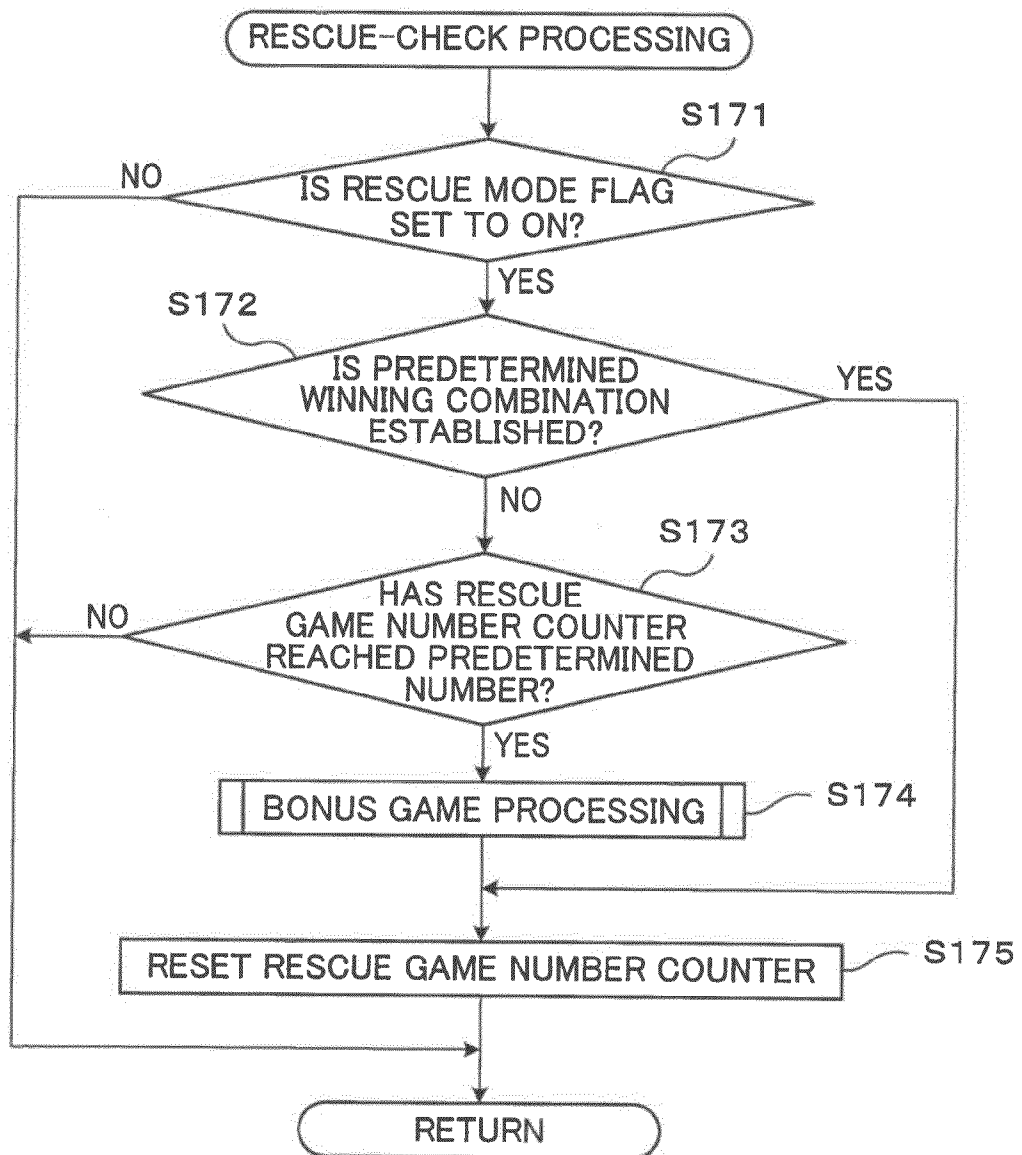 RESCUE-CHECK PROCESSING
S171
NO
IS RESCUE MODE FLAG
SET TO ON?
YES
S172
IS PREDETERMINED
WINNING COMBINATION
ESTABLISHED?
YES
NO
S173
HAS RESCUE
GAME NUMBER COUNTER
REACHED PREDETERMINED
NUMBER?
NO
YES
BONUS GAME PROCESSING
S174
RESET RESCUE GAME NUMBER COUNTER
S175
RETURN